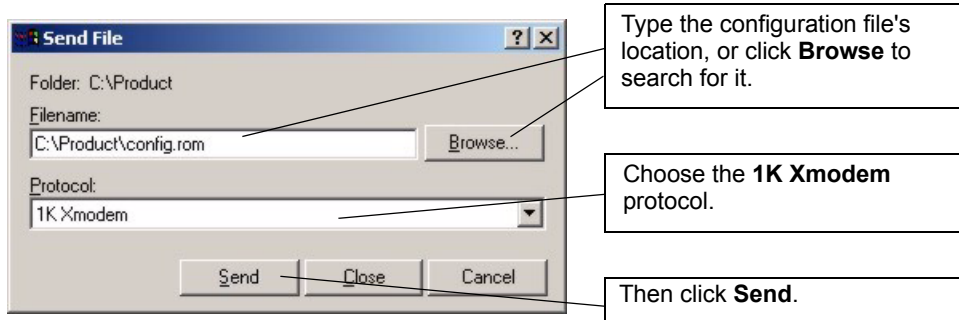 Send File
Folder: C:\Product
Filename:
C:\Product\config.rom
Browse...
Protocol:
1K Xmodem
Send
Close
Cancel
Type the configuration file's
location, or click Browse to
search for it.
Choose the 1K Xmodem
protocol.
Then click Send.